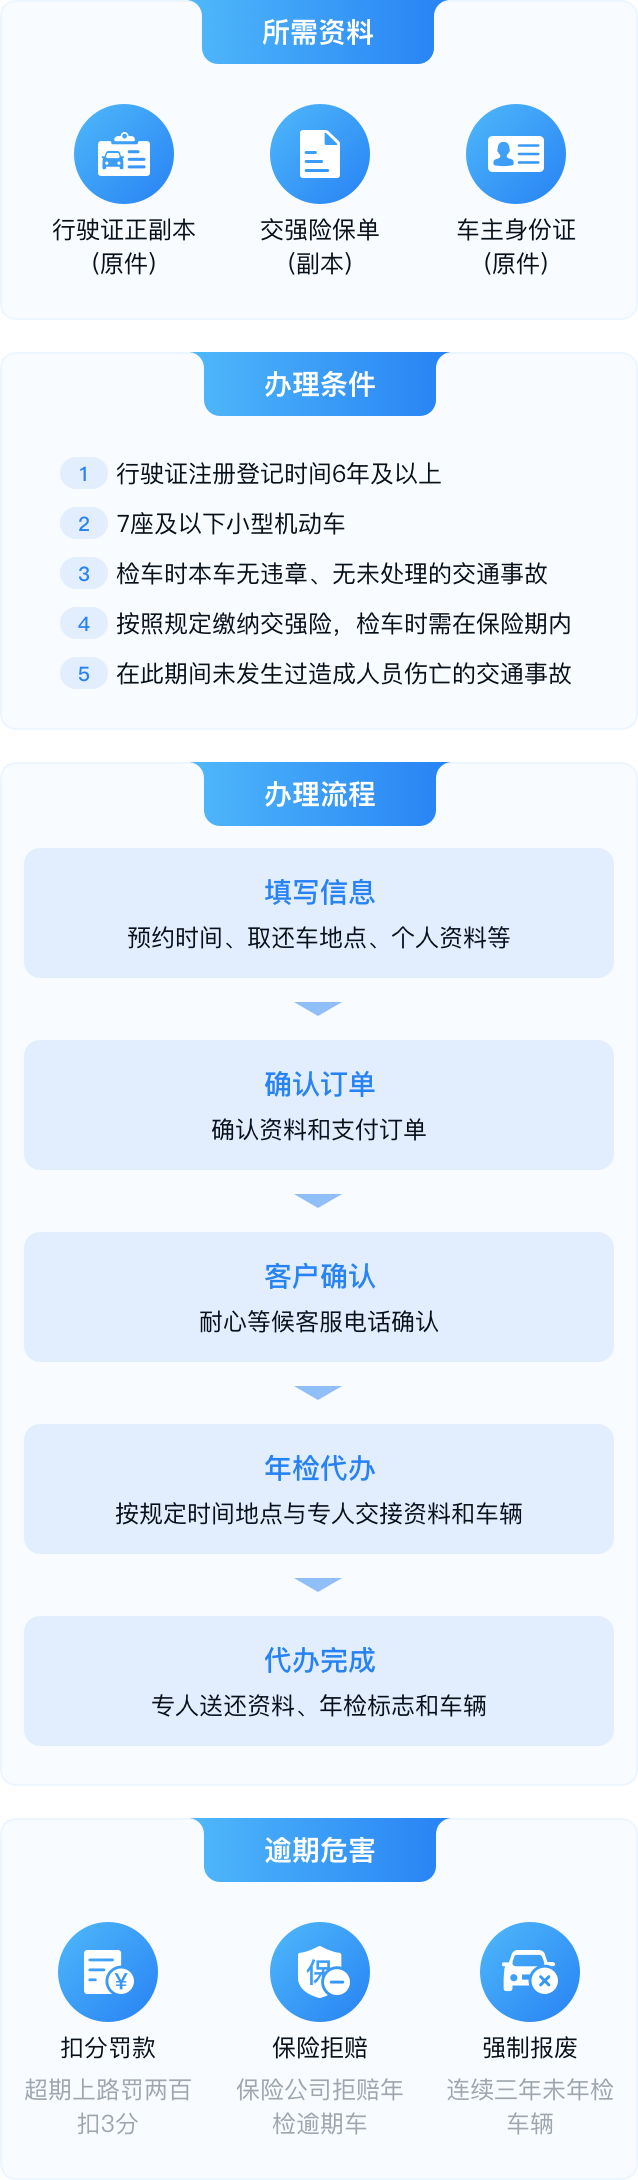 所需资料
行驶证正副本
(原件)
交强险保单
(副本)
车主身份证
(原件)
办理条件
1 行驶证注册登记时间6年及以上
2 7座及以下小型机动车
3 检车时本车无违章、无未处理的交通事故
4 按照规定缴纳交强险，检车时需在保险期内
5 在此期间未发生过造成人员伤亡的交通事故
办理流程
填写信息
预约时间、取还车地点、个人资料等
确认订单
确认资料和支付订单
客户确认
耐心等候客服电话确认
年检代办
按规定时间地点与专人交接资料和车辆
代办完成
专人送还资料、年检标志和车辆
逾期危害
¥
扣分罚款
超期上路罚两百
扣3分
保
保险拒赔
保险公司拒赔年
检逾期车
强制报废
连续三年未年检
车辆